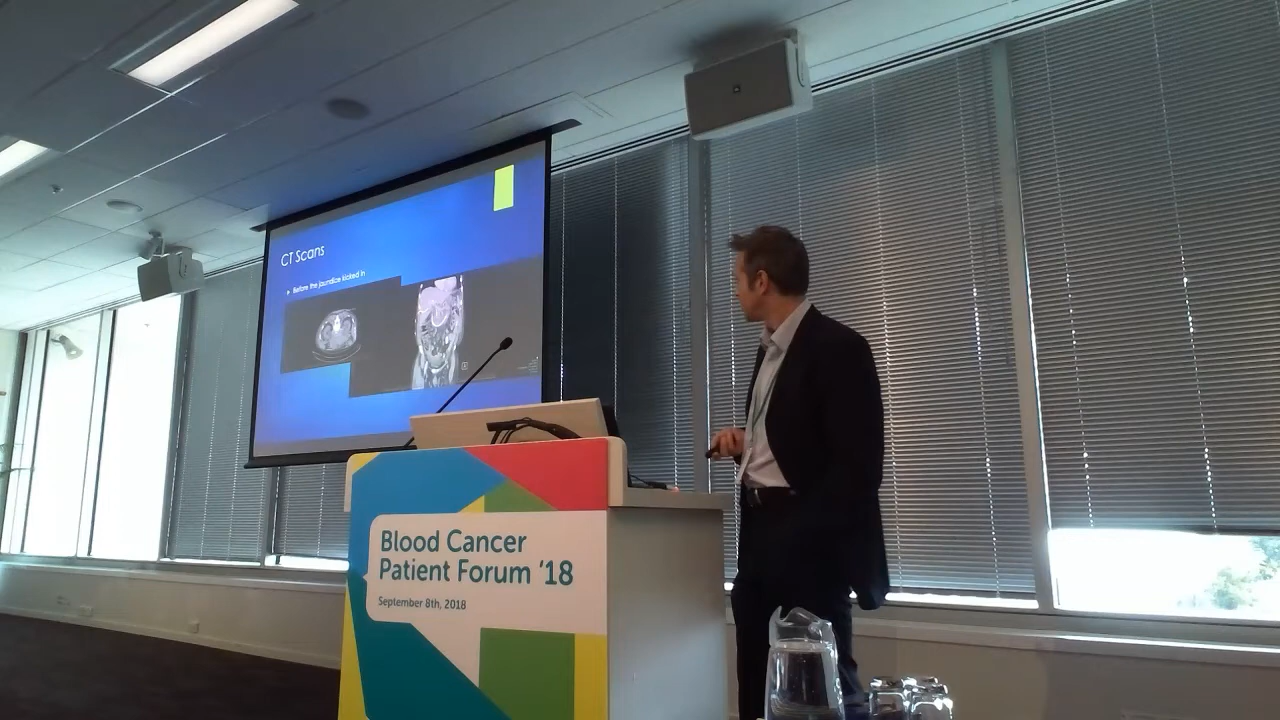 CT Scans
Before the jaundice kicked in
Blood Cancer
Patient Forum '18
September 8th, 2018